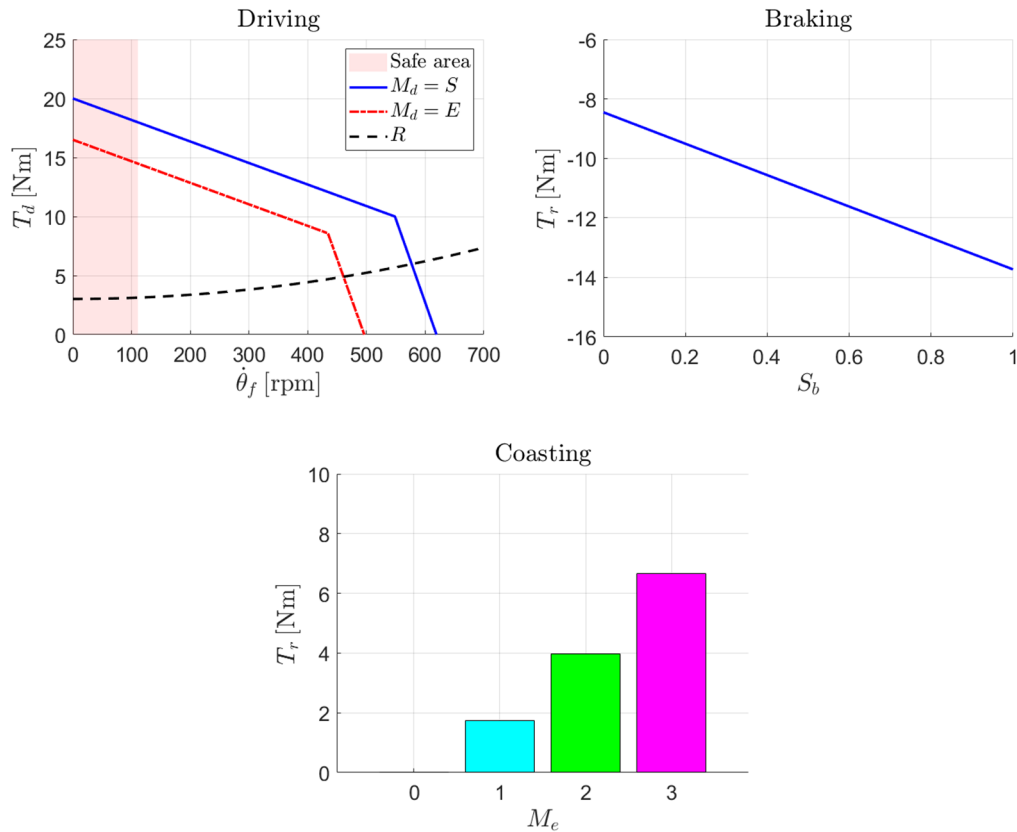 Driving
25
20
15
10
5
0
T_d [Nm]
0 100 200 300 400 500 600 700
θ̇_f [rpm]
Safe area
M_d = S
M_d = E
R
Braking
-6
-8
-10
-12
-14
-16
T_r [Nm]
0 0.2 0.4 0.6 0.8 1
S_b
Coasting
10
8
6
4
2
0
T_r [Nm]
0 1 2 3
M_e